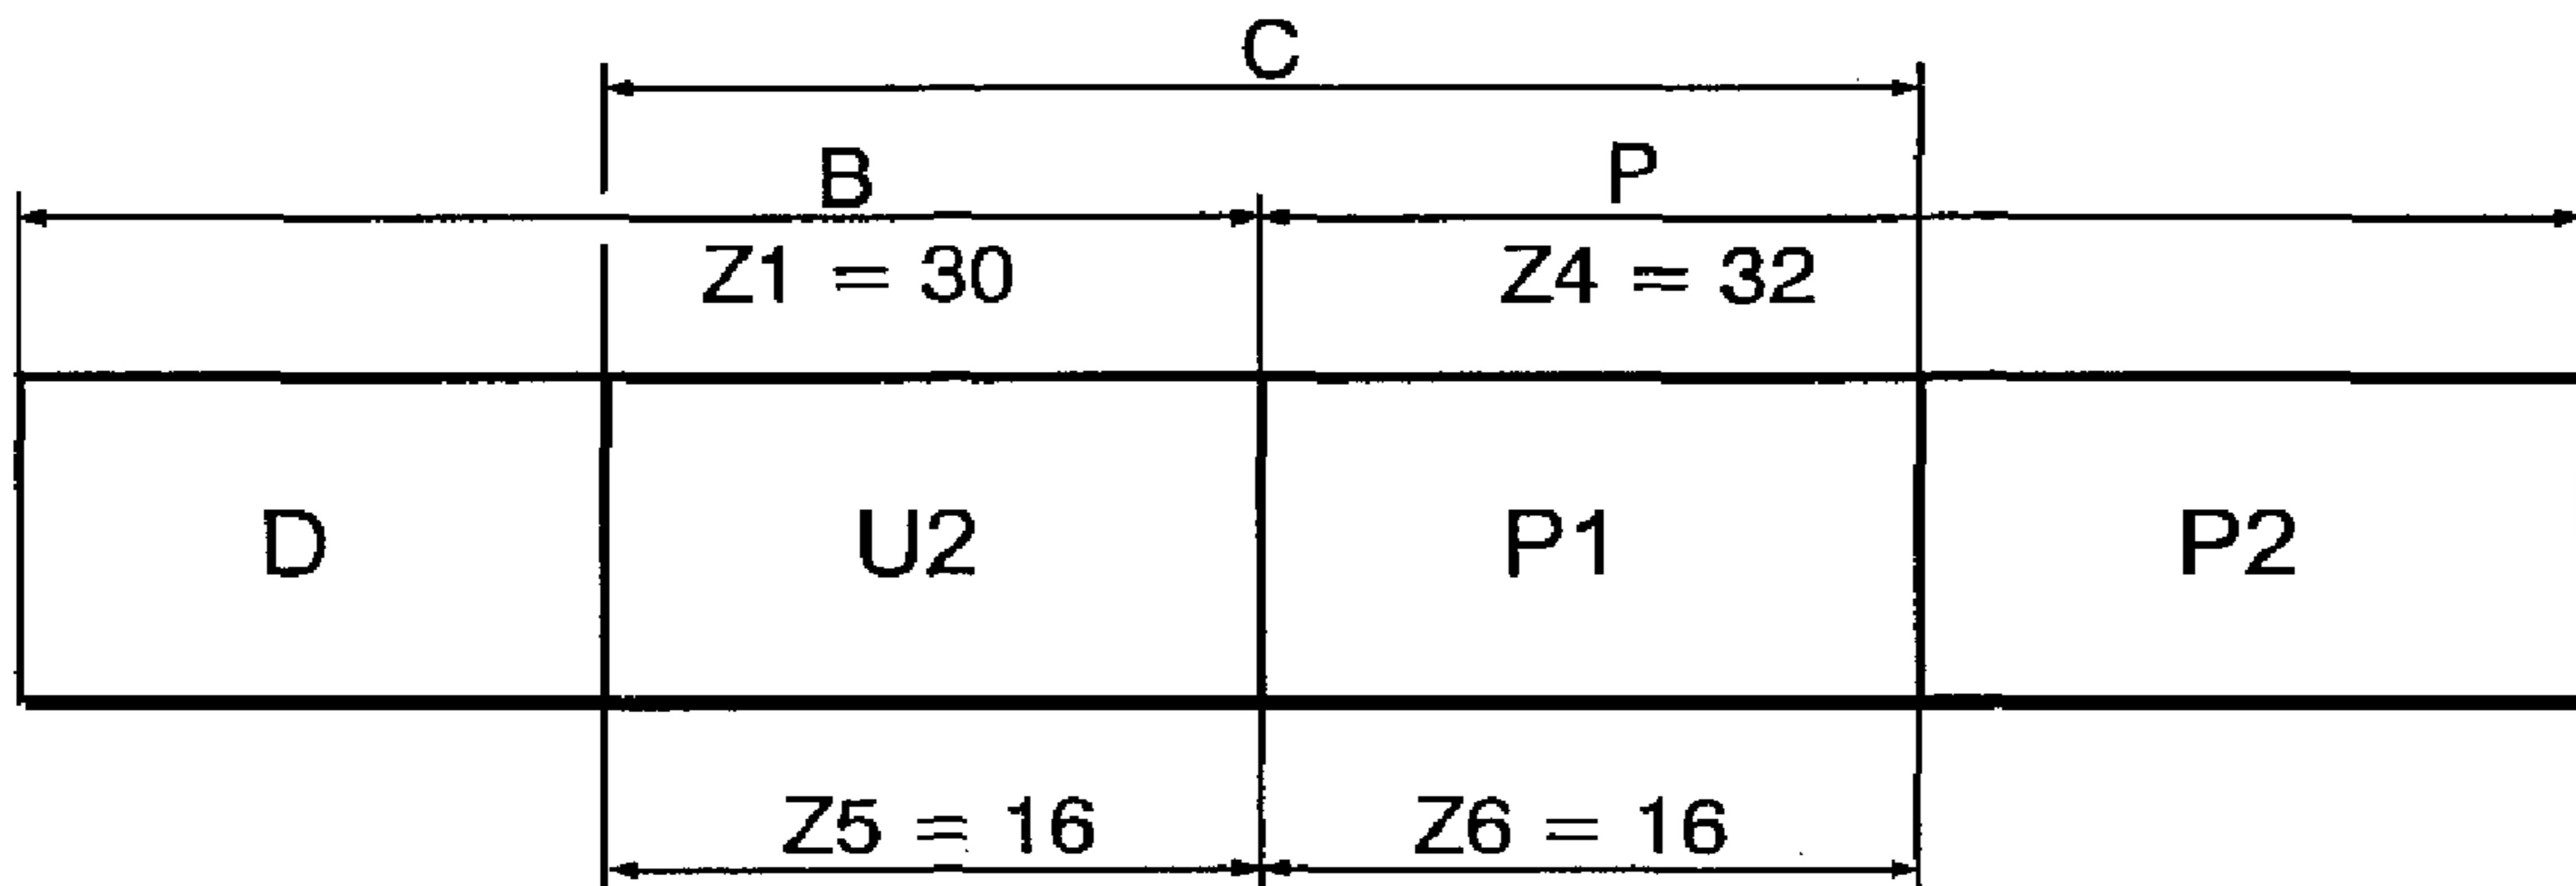 C
B P
Z1 = 30 Z4 = 32
D U2 P1 P2
Z5 = 16 Z6 = 16